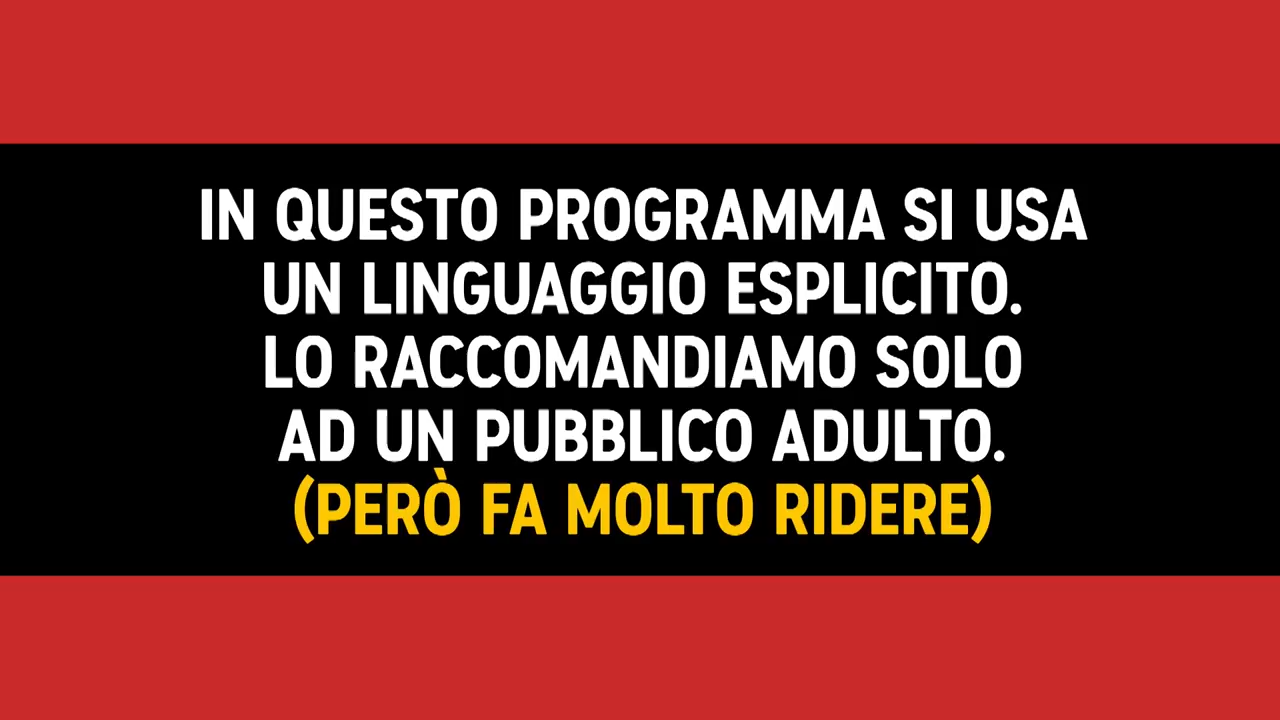 IN QUESTO PROGRAMMA SI USA
UN LINGUAGGIO ESPLICITO.
LO RACCOMANDIAMO SOLO
AD UN PUBBLICO ADULTO.
(PERÒ FA MOLTO RIDERE)